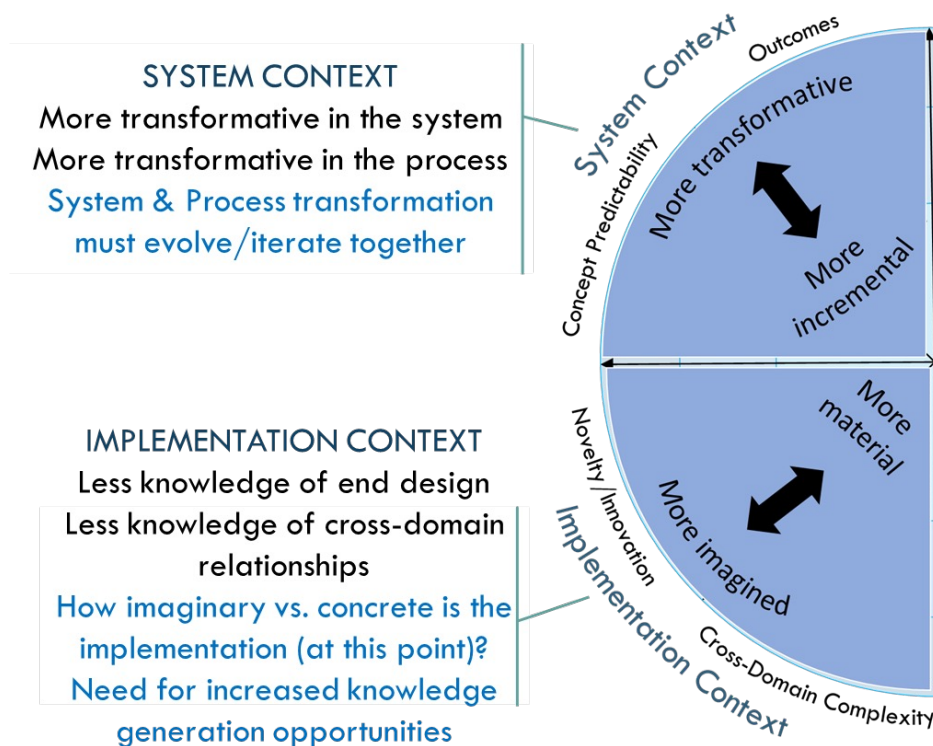 SYSTEM CONTEXT
More transformative in the system
More transformative in the process
System & Process transformation
must evolve/iterate together
IMPLEMENTATION CONTEXT
Less knowledge of end design
Less knowledge of cross-domain
relationships
How imaginary vs. concrete is the
implementation (at this point)?
Need for increased knowledge
generation opportunities
System Context
Outcomes
Concept Predictability
More transformative
More
incremental
More
material
More imagined
Novelty/Innovation
Implementation Context
Cross-Domain Complexity